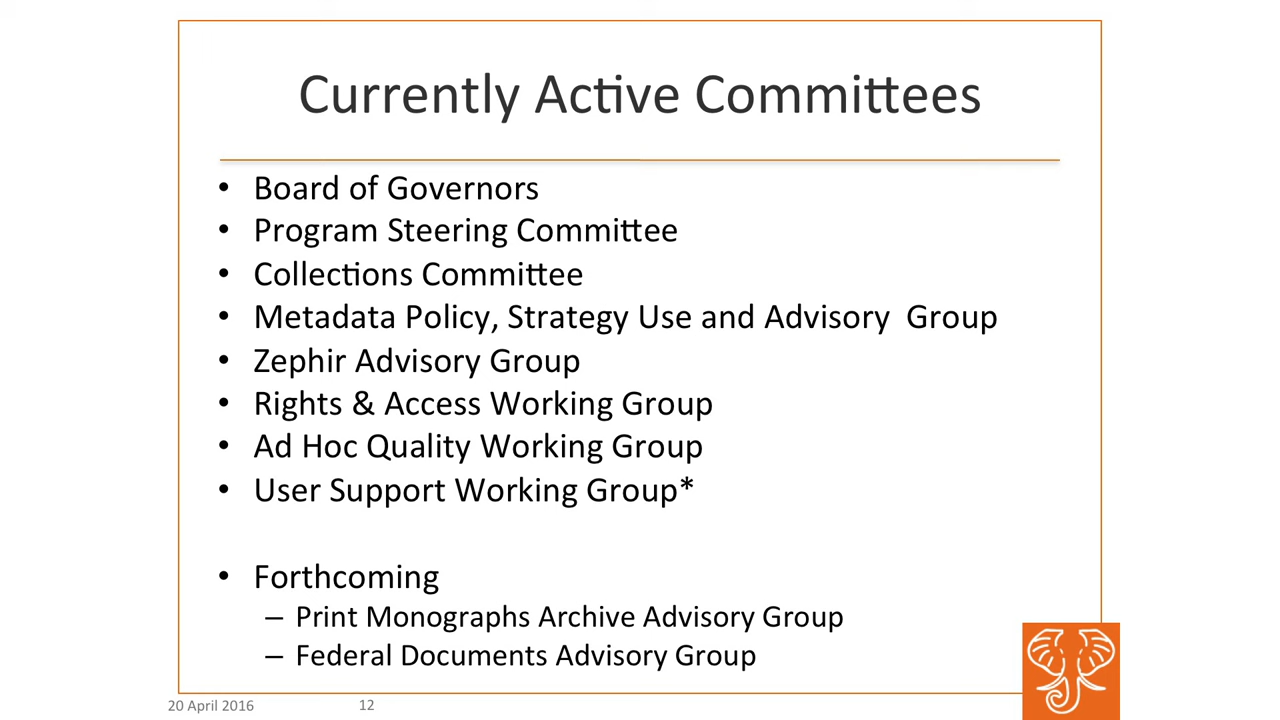 Currently Active Committees
• Board of Governors
• Program Steering Committee
• Collections Committee
• Metadata Policy, Strategy Use and Advisory  Group
• Zephir Advisory Group
• Rights & Access Working Group
• Ad Hoc Quality Working Group
• User Support Working Group*
• Forthcoming
– Print Monographs Archive Advisory Group
– Federal Documents Advisory Group
20 April 2016 12